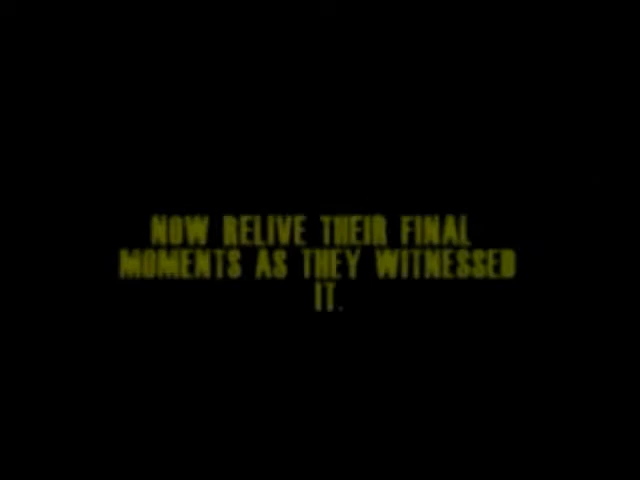 NOW RELIVE THEIR FINAL
MOMENTS AS THEY WITNESSED
IT.